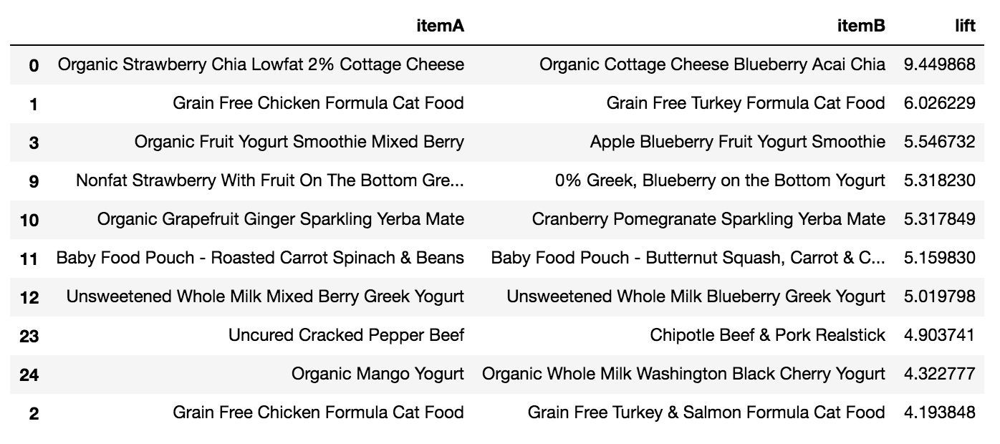 itemA itemB lift
0 Organic Strawberry Chia Lowfat 2% Cottage Cheese Organic Cottage Cheese Blueberry Acai Chia 9.449868
1 Grain Free Chicken Formula Cat Food Grain Free Turkey Formula Cat Food 6.026229
3 Organic Fruit Yogurt Smoothie Mixed Berry Apple Blueberry Fruit Yogurt Smoothie 5.546732
9 Nonfat Strawberry With Fruit On The Bottom Gre... 0% Greek, Blueberry on the Bottom Yogurt 5.318230
10 Organic Grapefruit Ginger Sparkling Yerba Mate Cranberry Pomegranate Sparkling Yerba Mate 5.317849
11 Baby Food Pouch - Roasted Carrot Spinach & Beans Baby Food Pouch - Butternut Squash, Carrot & C... 5.159830
12 Unsweetened Whole Milk Mixed Berry Greek Yogurt Unsweetened Whole Milk Blueberry Greek Yogurt 5.019798
23 Uncured Cracked Pepper Beef Chipotle Beef & Pork Realstick 4.903741
24 Organic Mango Yogurt Organic Whole Milk Washington Black Cherry Yogurt 4.322777
2 Grain Free Chicken Formula Cat Food Grain Free Turkey & Salmon Formula Cat Food 4.193848